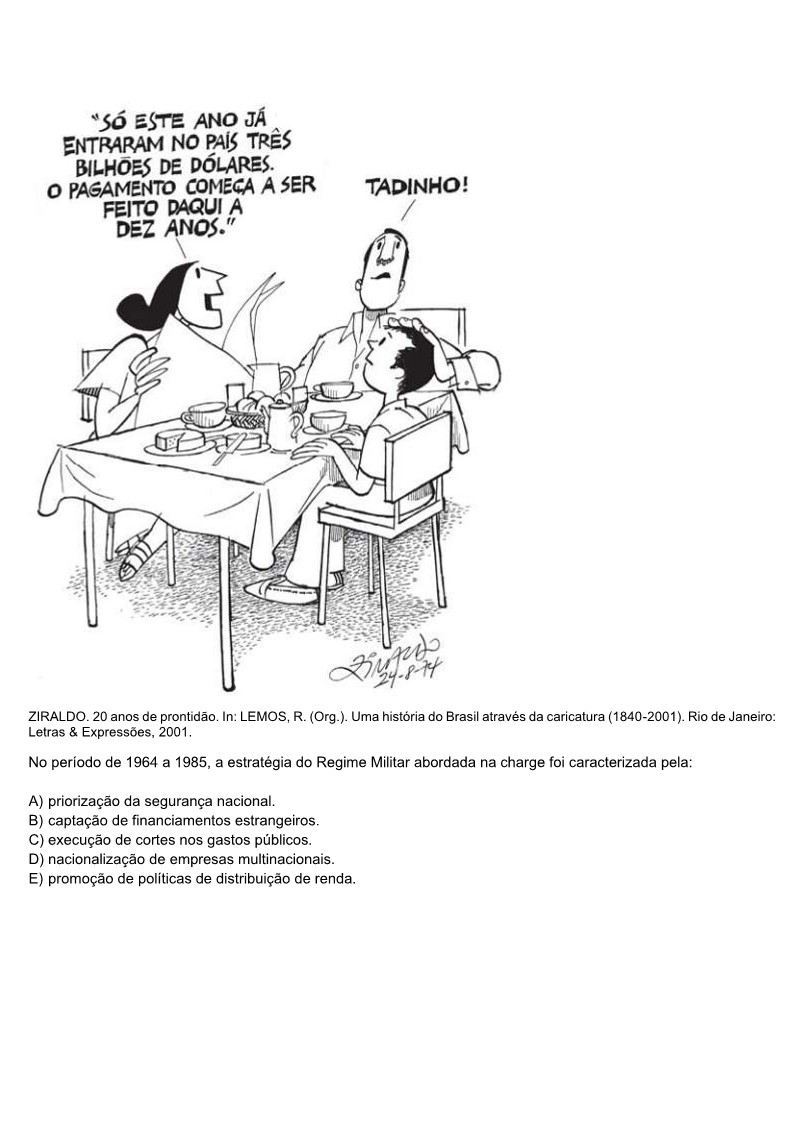 "SÓ ESTE ANO JÁ
ENTRARAM NO PAÍS TRÊS
BILHÕES DE DÓLARES.
O PAGAMENTO COMEÇA A SER
FEITO DAQUI A
DEZ ANOS."
TADINHO!
ZIRALDO
24-8-74
ZIRALDO. 20 anos de prontidão. In: LEMOS, R. (Org.). Uma história do Brasil através da caricatura (1840-2001). Rio de Janeiro:
Letras & Expressões, 2001.
No período de 1964 a 1985, a estratégia do Regime Militar abordada na charge foi caracterizada pela:
A) priorização da segurança nacional.
B) captação de financiamentos estrangeiros.
C) execução de cortes nos gastos públicos.
D) nacionalização de empresas multinacionais.
E) promoção de políticas de distribuição de renda.